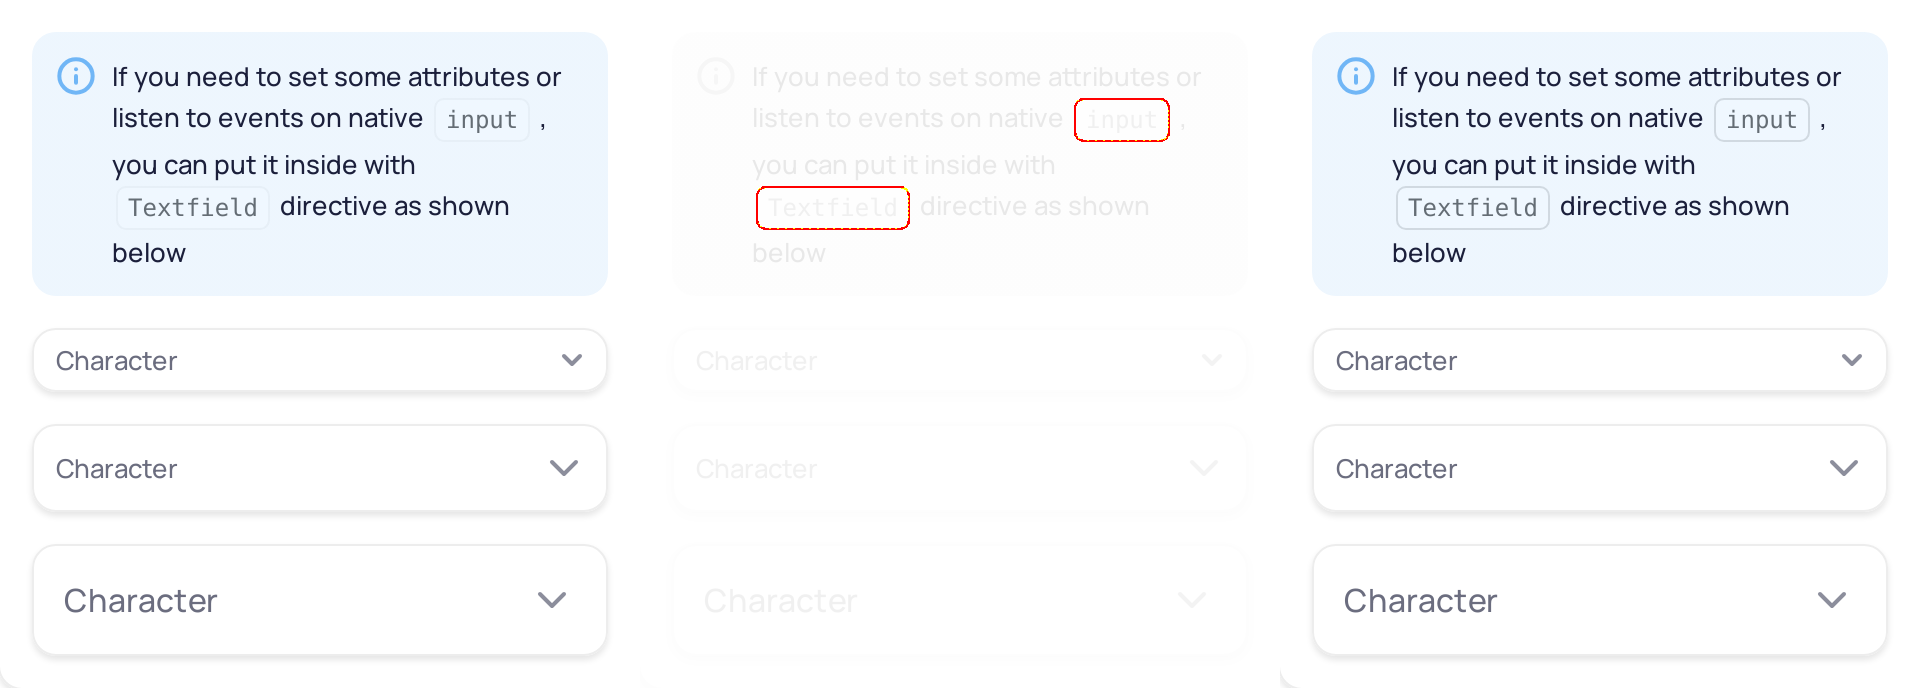 If you need to set some attributes or
listen to events on native input ,
you can put it inside with
Textfield directive as shown
below
Character
Character
Character
If you need to set some attributes or
listen to events on native input ,
you can put it inside with
Textfield directive as shown
below
Character
Character
Character
If you need to set some attributes or
listen to events on native input ,
you can put it inside with
Textfield directive as shown
below
Character
Character
Character